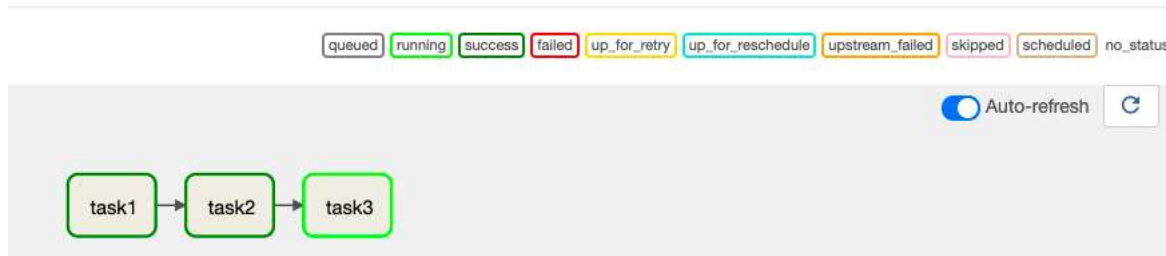 queued running success failed up_for_retry up_for_reschedule upstream_failed skipped scheduled no_status
Auto-refresh
task1 task2 task3